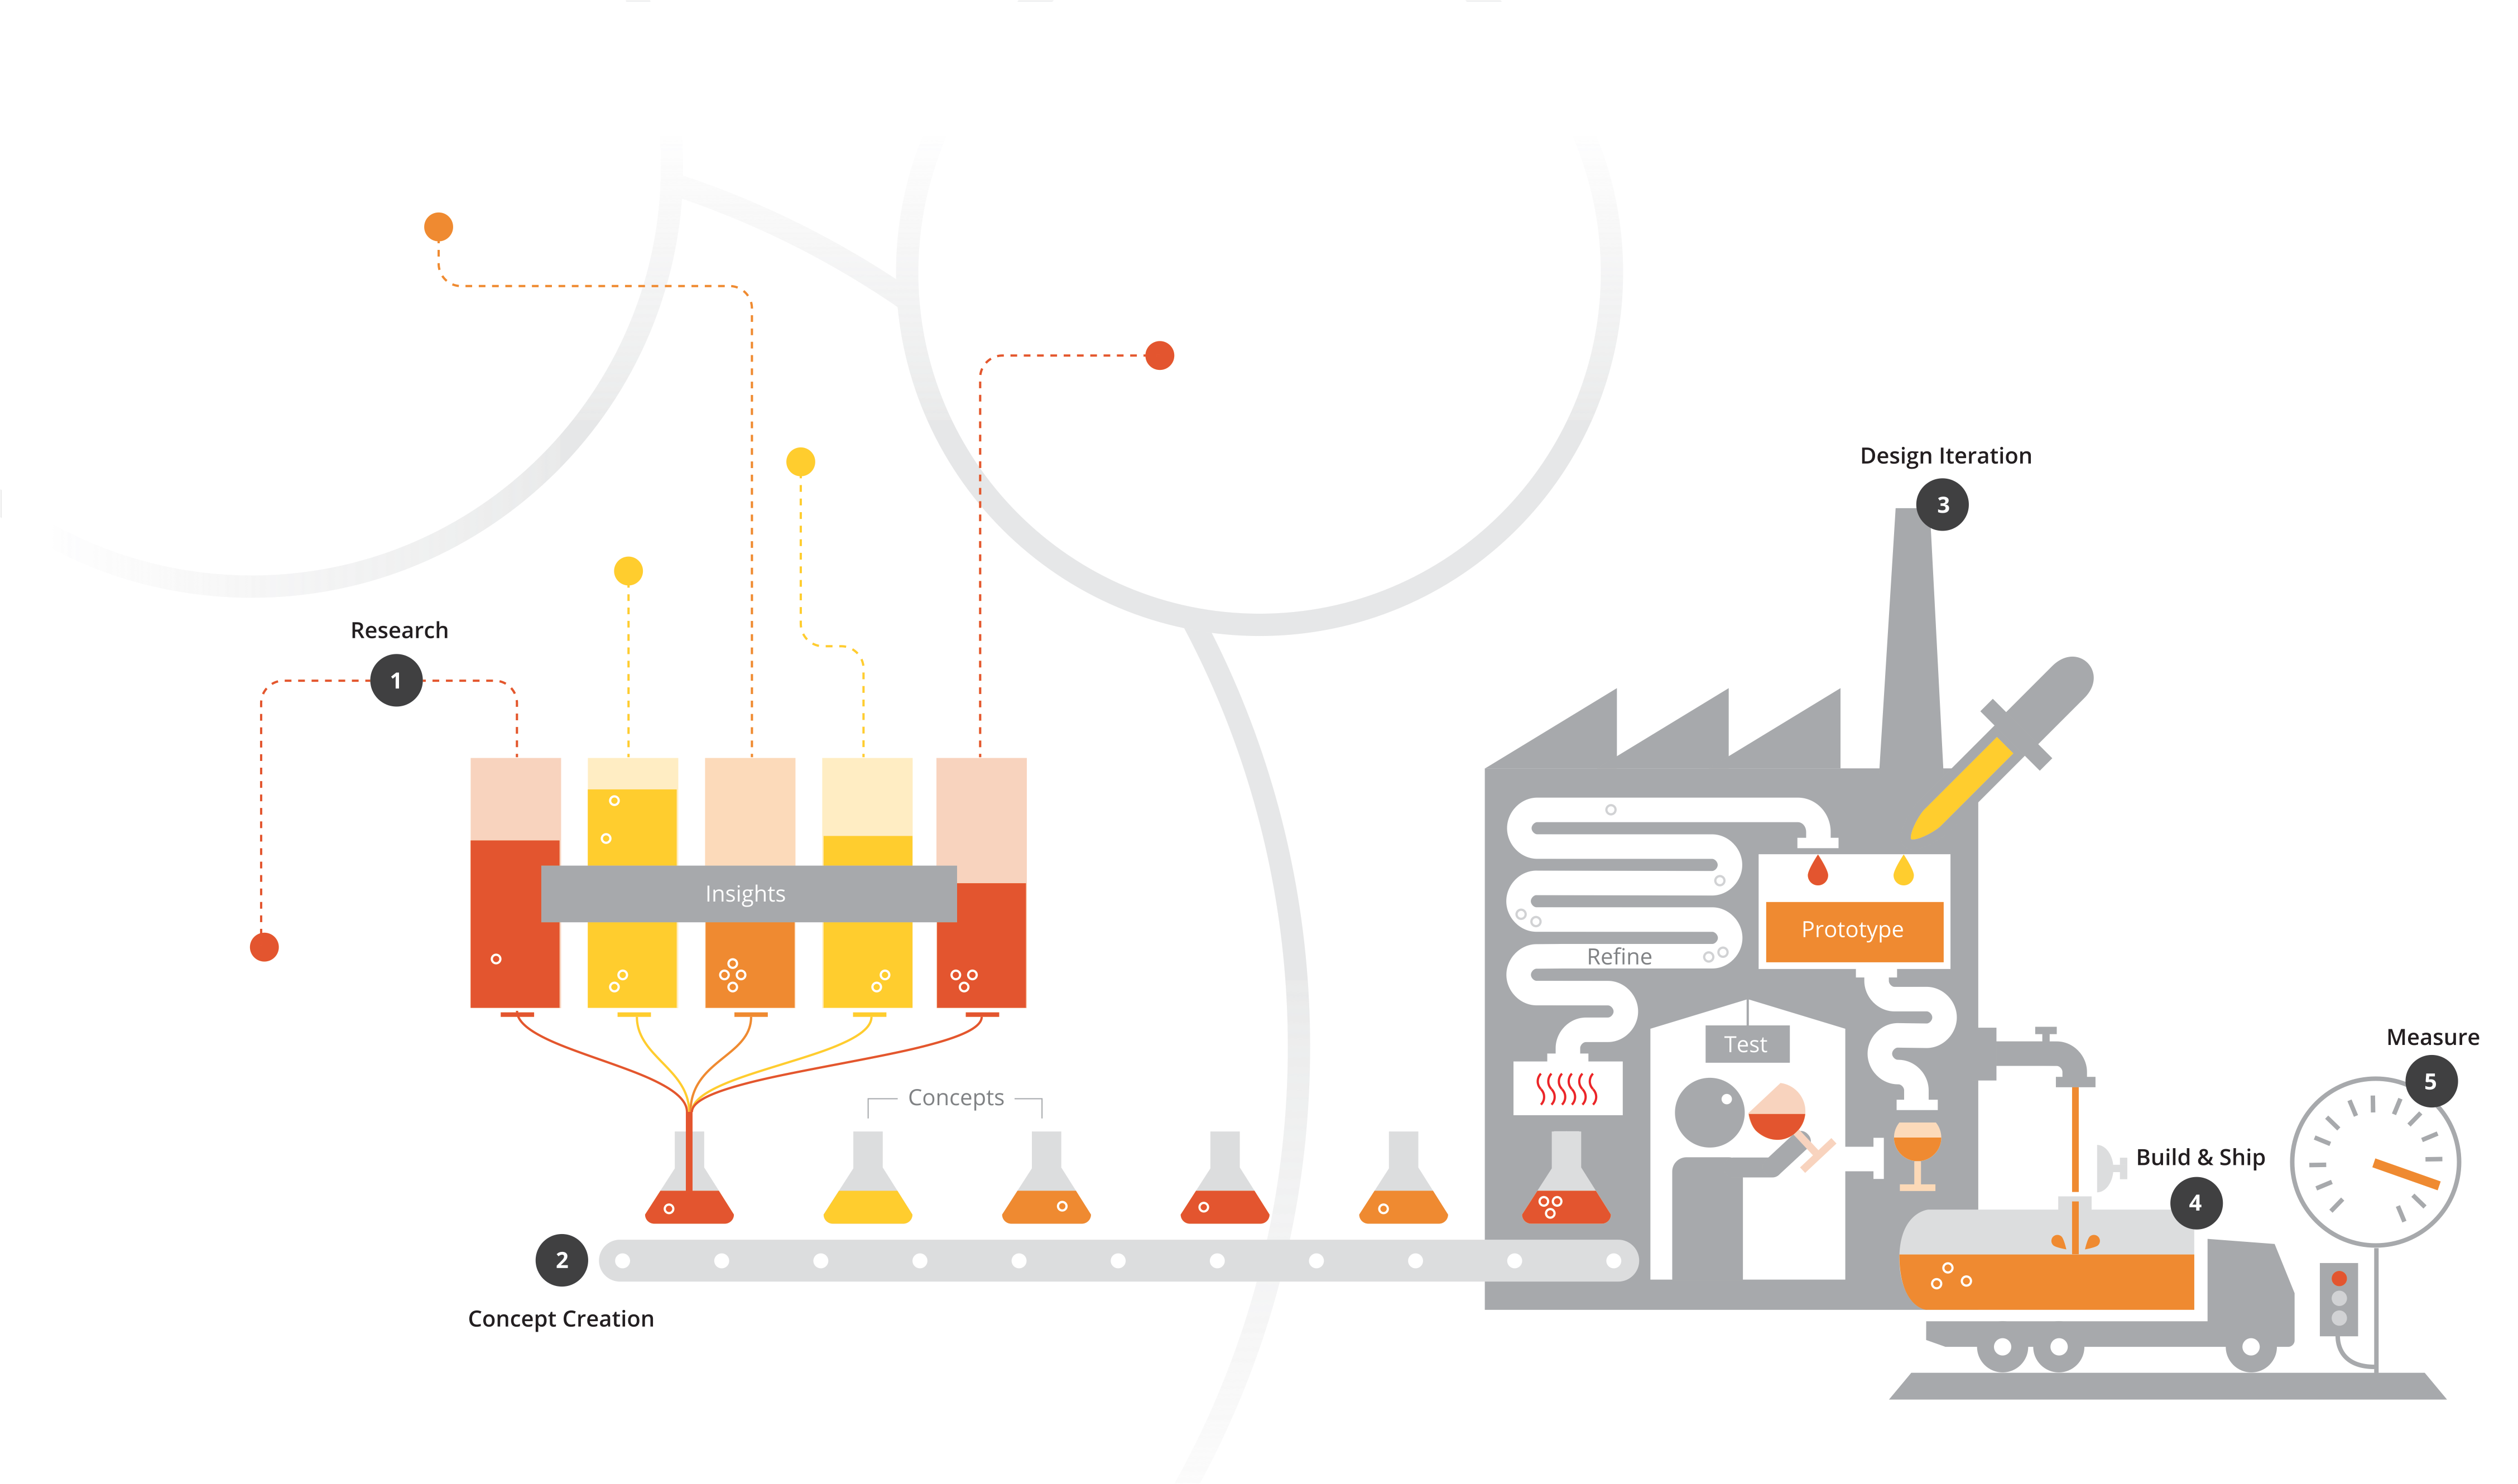 Research
1
Insights
Concepts
2
Concept Creation
Design Iteration
3
Refine
Prototype
Test
Build & Ship
4
Measure
5